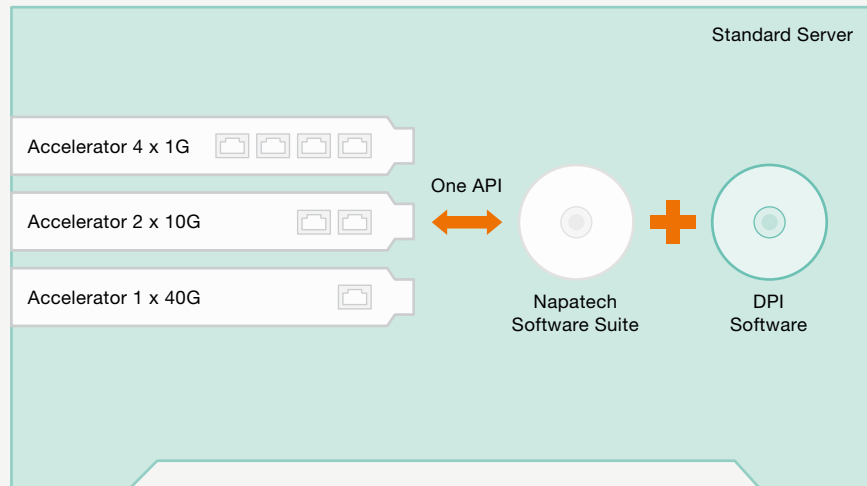 Standard Server
Accelerator 4 x 1G
One API
Accelerator 2 x 10G
Accelerator 1 x 40G
Napatech
Software Suite
DPI
Software